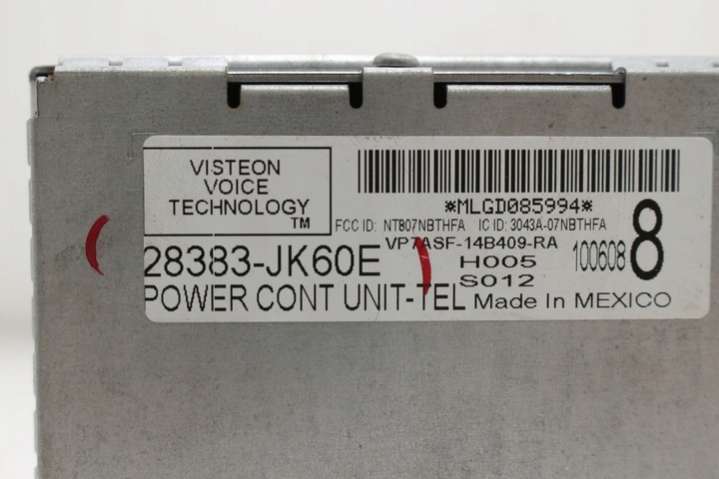 VISTEON
VOICE
TECHNOLOGY
TM
*MLGD085994*
FCC ID: NT807NBTHFA IC ID: 3043A-07NBTHFA
VP7ASF-14B409-RA
28383-JK60E
H005
100608
8
S012
POWER CONT UNIT-TEL Made In MEXICO